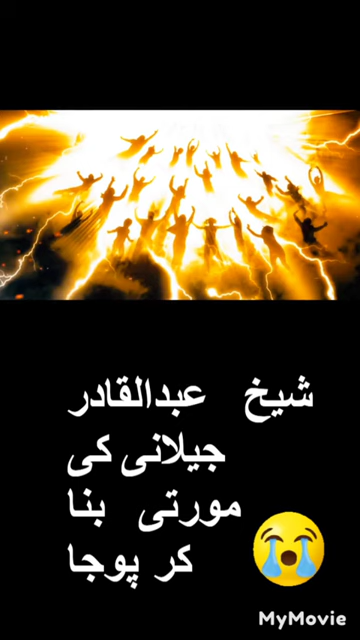 شیخ عبدالقادر
جیلانی کی
مورتی بنا
کر پوجا
MyMovie